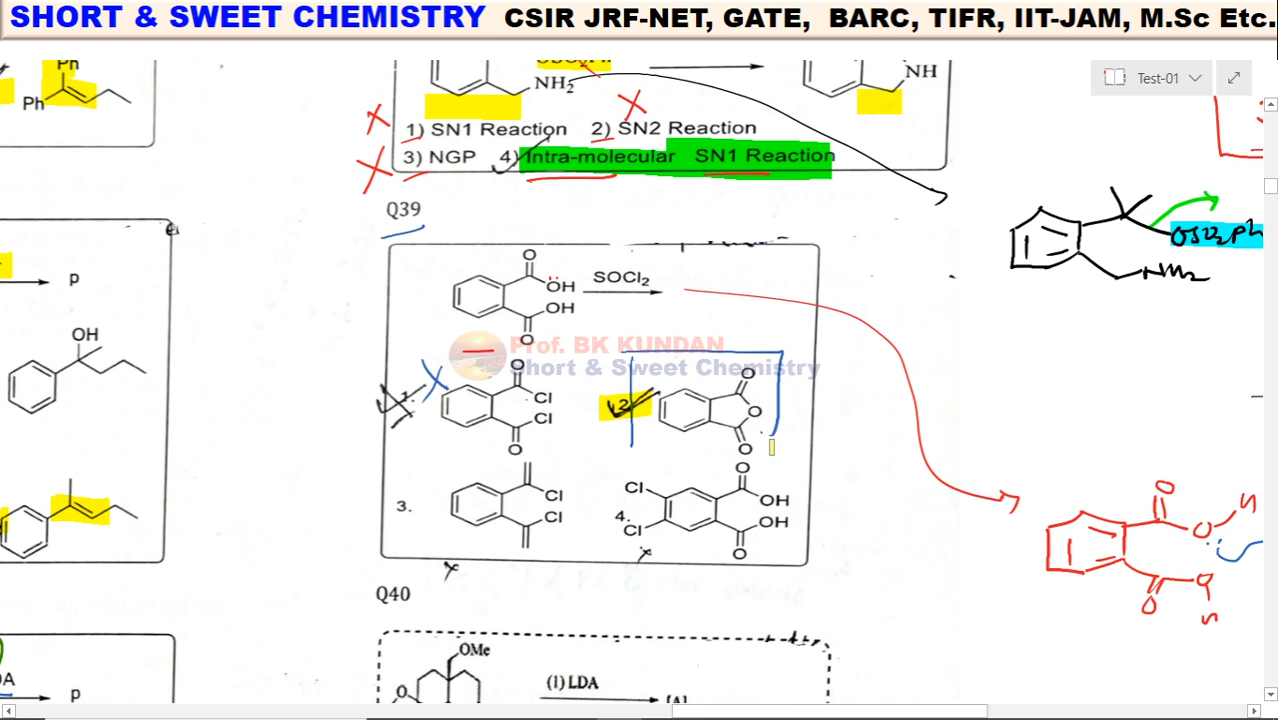 SHORT & SWEET CHEMISTRY CSIR JRF-NET, GATE, BARC, TIFR, IIT-JAM, M.Sc Etc.
Test-01
Ph
Ph
NH₂
NH
1) SN1 Reaction 2) SN2 Reaction
3) NGP 4) Intra-molecular SN1 Reaction
OSO₂Ph
NH₂
Q39
p
O
OH
SOCl₂
OH
O
OH
Prof. BK KUNDAN
Short & Sweet Chemistry
1.
O
Cl
Cl
O
2
O
O
O
3.
Cl
Cl
4.
Cl
Cl
O
OH
OH
O
O
O
O
O
H
H
Q40
OMe
O
(1) LDA
[A]
DA
p